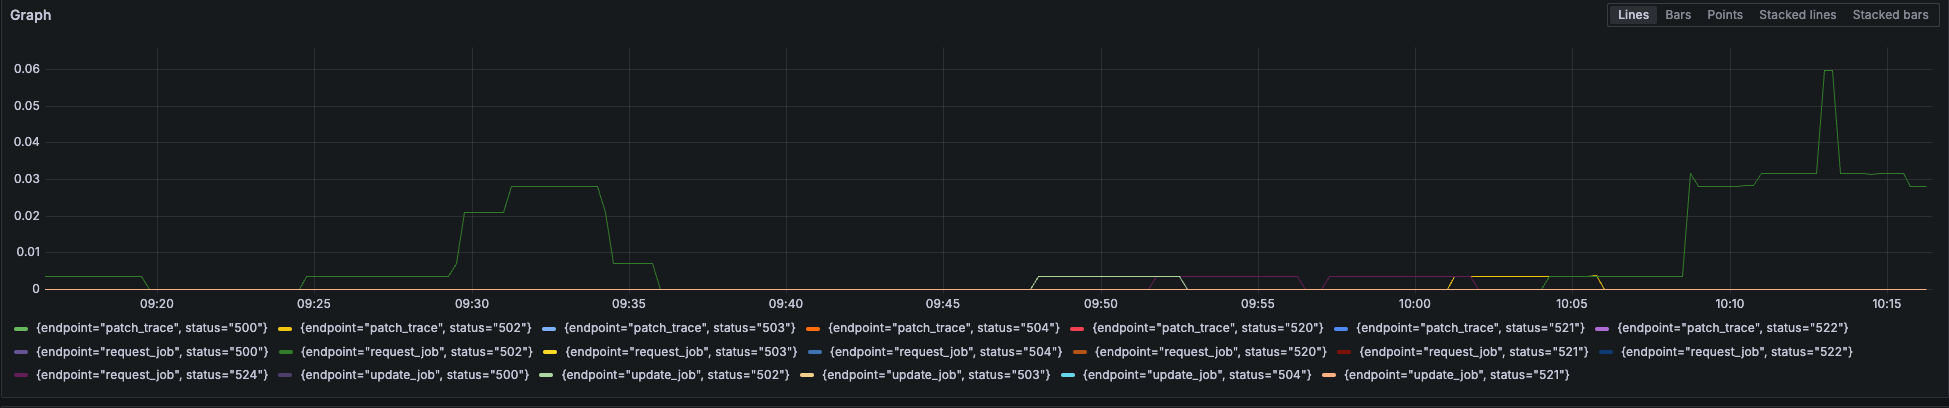 Graph
Lines Bars Points Stacked lines Stacked bars
0.06
0.05
0.04
0.03
0.02
0.01
0
09:20 09:25 09:30 09:35 09:40 09:45 09:50 09:55 10:00 10:05 10:10 10:15
{endpoint="patch_trace", status="500"} {endpoint="patch_trace", status="502"} {endpoint="patch_trace", status="503"} {endpoint="patch_trace", status="504"} {endpoint="patch_trace", status="520"} {endpoint="patch_trace", status="521"} {endpoint="patch_trace", status="522"}
{endpoint="request_job", status="500"} {endpoint="request_job", status="502"} {endpoint="request_job", status="503"} {endpoint="request_job", status="504"} {endpoint="request_job", status="520"} {endpoint="request_job", status="521"} {endpoint="request_job", status="522"}
{endpoint="request_job", status="524"} {endpoint="update_job", status="500"} {endpoint="update_job", status="502"} {endpoint="update_job", status="503"} {endpoint="update_job", status="504"} {endpoint="update_job", status="521"}